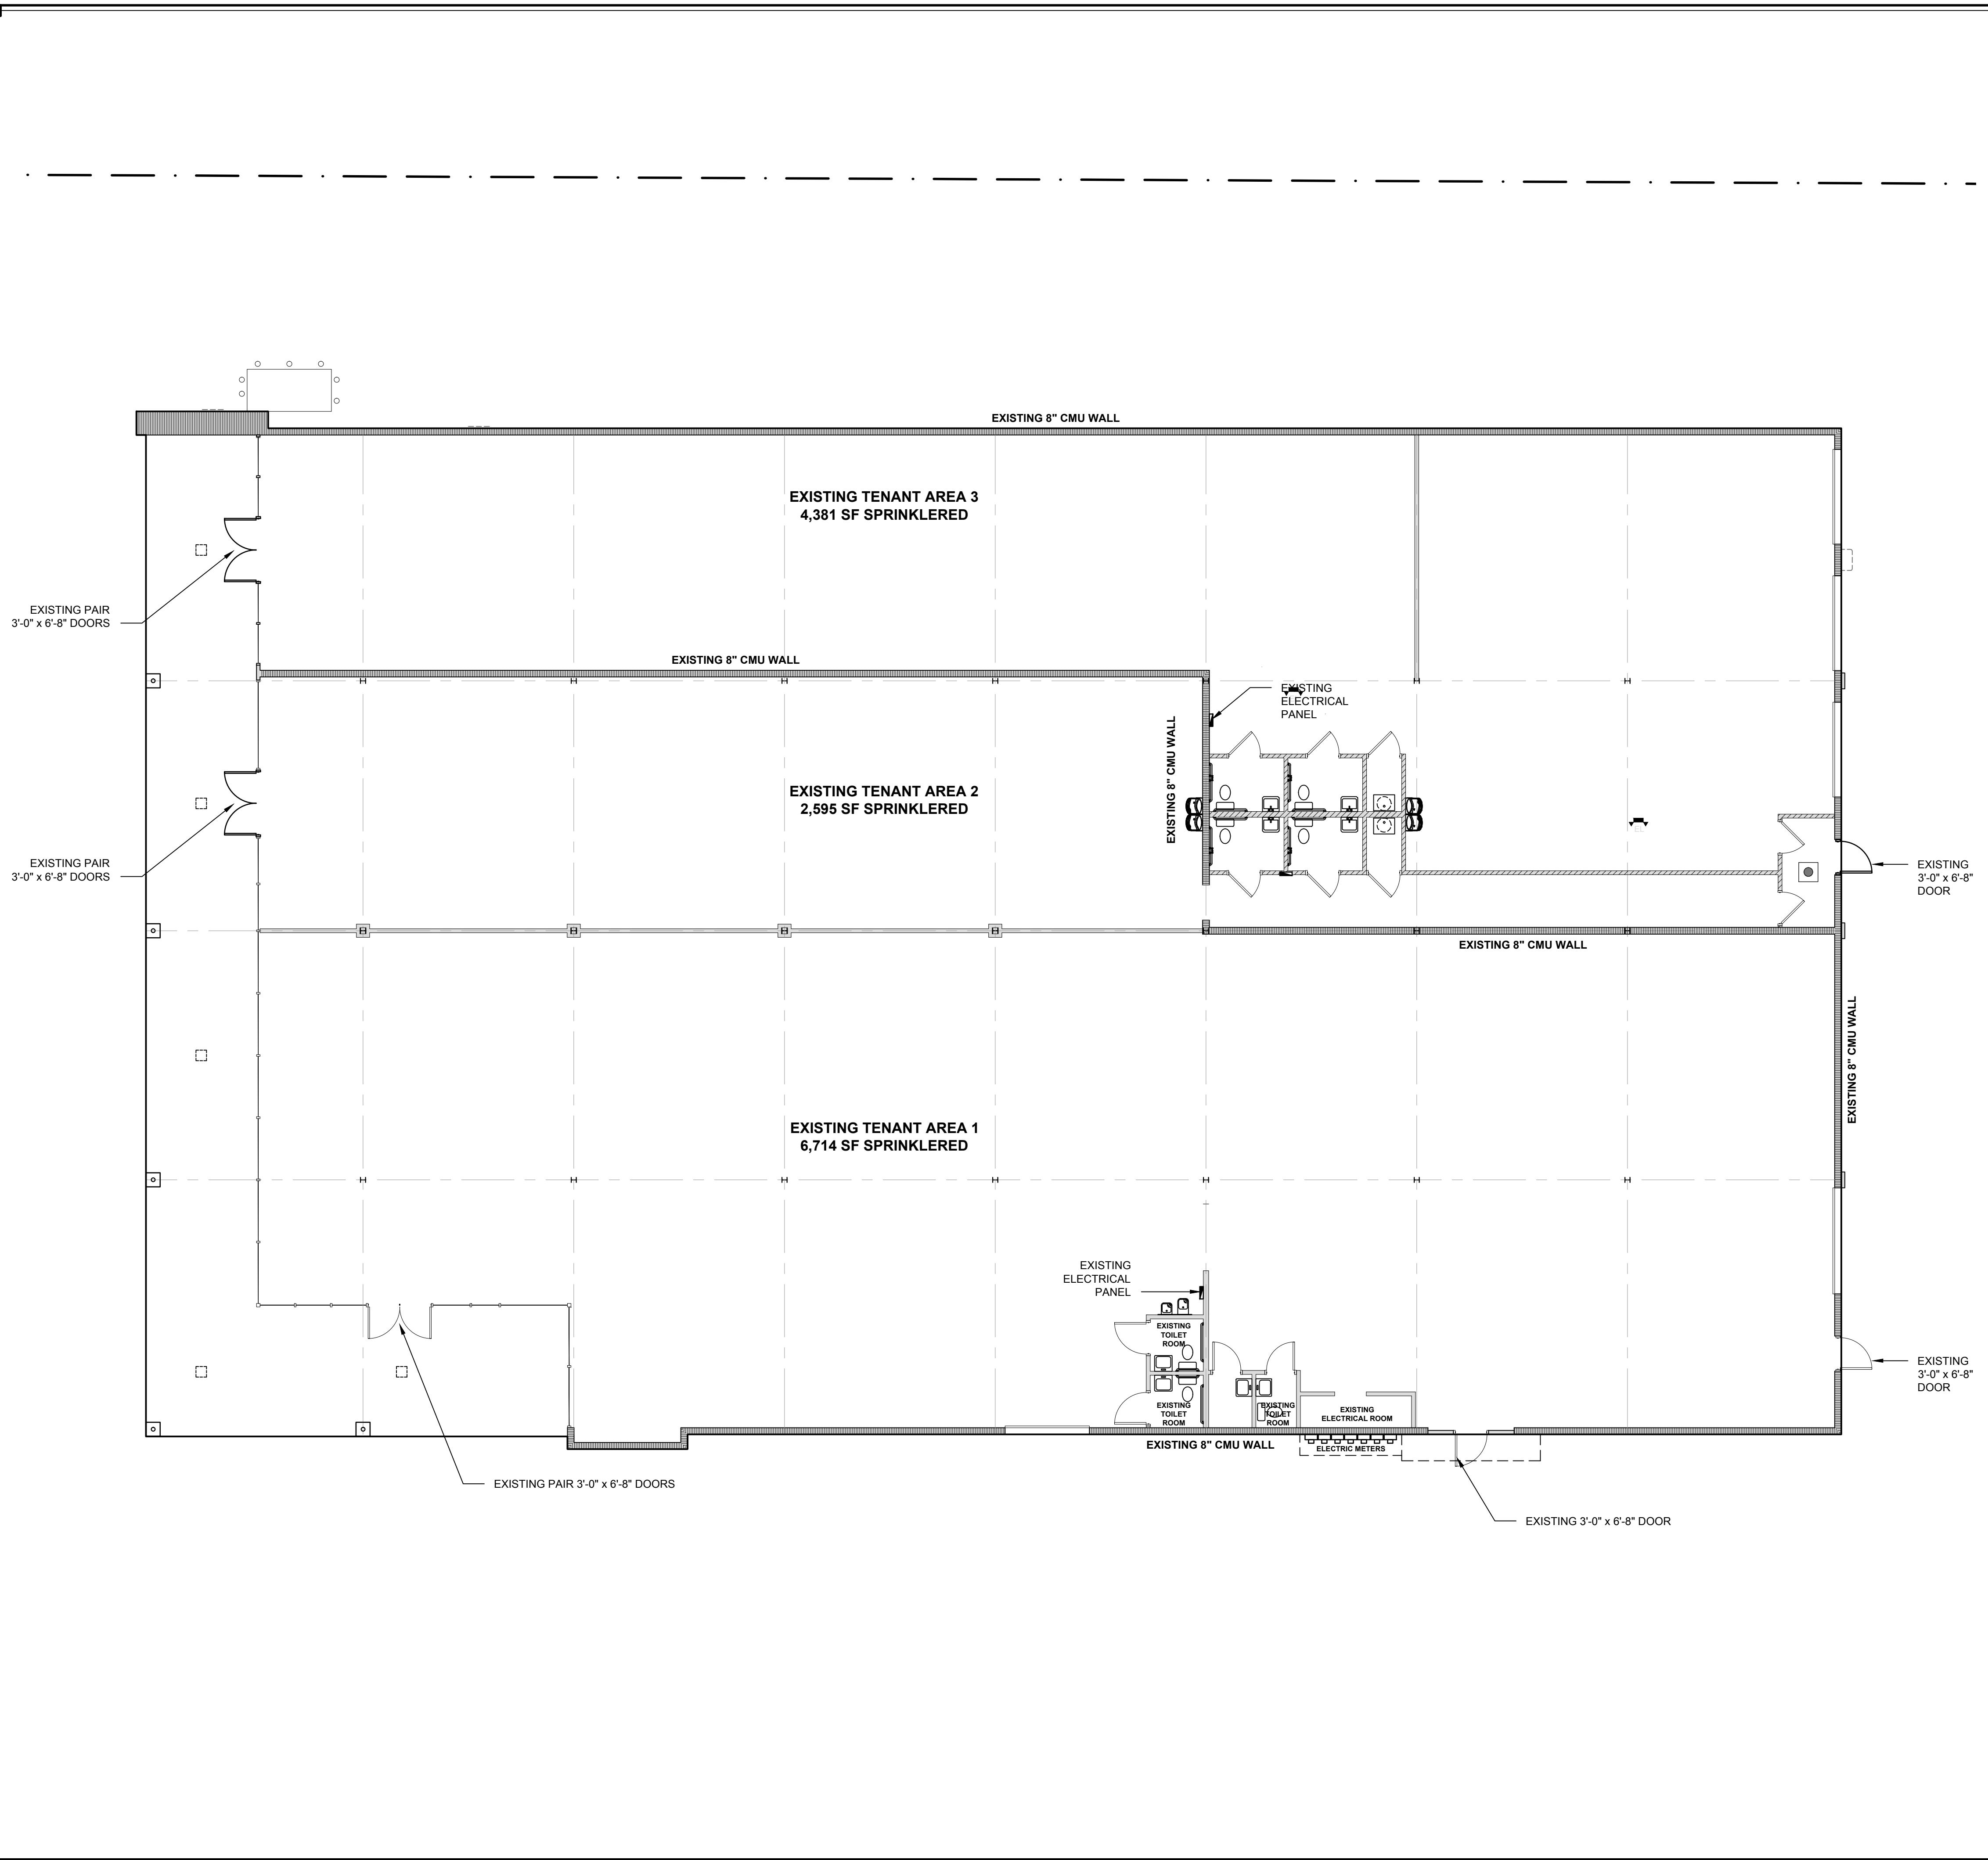 EXISTING 8" CMU WALL
EXISTING TENANT AREA 3
4,381 SF SPRINKLERED
EXISTING PAIR
3'-0" x 6'-8" DOORS
EXISTING 8" CMU WALL
EXISTING
ELECTRICAL
PANEL
EXISTING 8" CMU WALL
EXISTING TENANT AREA 2
2,595 SF SPRINKLERED
EXISTING PAIR
3'-0" x 6'-8" DOORS
EXISTING
3'-0" x 6'-8"
DOOR
EXISTING 8" CMU WALL
EXISTING 8" CMU WALL
EXISTING TENANT AREA 1
6,714 SF SPRINKLERED
EXISTING
ELECTRICAL
PANEL
EXISTING
TOILET
ROOM
EXISTING
3'-0" x 6'-8"
DOOR
EXISTING
TOILET
ROOM
EXISTING
TOILET
ROOM
EXISTING
ELECTRICAL ROOM
EXISTING 8" CMU WALL
ELECTRIC METERS
EXISTING PAIR 3'-0" x 6'-8" DOORS
EXISTING 3'-0" x 6'-8" DOOR